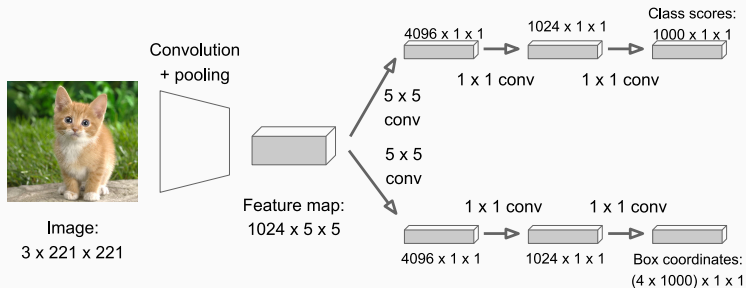 Convolution
+ pooling
Image:
3 x 221 x 221
Feature map:
1024 x 5 x 5
5 x 5
conv
5 x 5
conv
4096 x 1 x 1
1 x 1 conv
1024 x 1 x 1
1 x 1 conv
Class scores:
1000 x 1 x 1
4096 x 1 x 1
1 x 1 conv
1024 x 1 x 1
1 x 1 conv
Box coordinates:
(4 x 1000) x 1 x 1